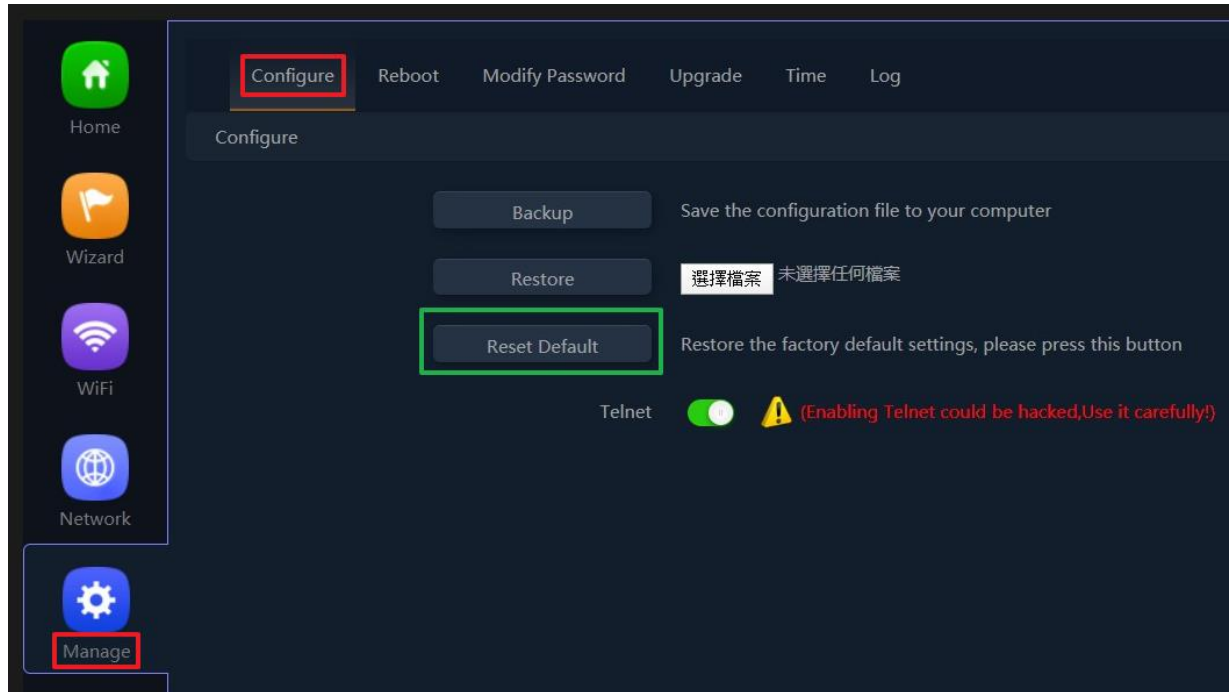 Home
Wizard
WiFi
Network
Manage
Configure Reboot Modify Password Upgrade Time Log
Configure
Backup Save the configuration file to your computer
Restore 選擇檔案 未選擇任何檔案
Reset Default Restore the factory default settings, please press this button
Telnet (Enabling Telnet could be hacked,Use it carefully!)